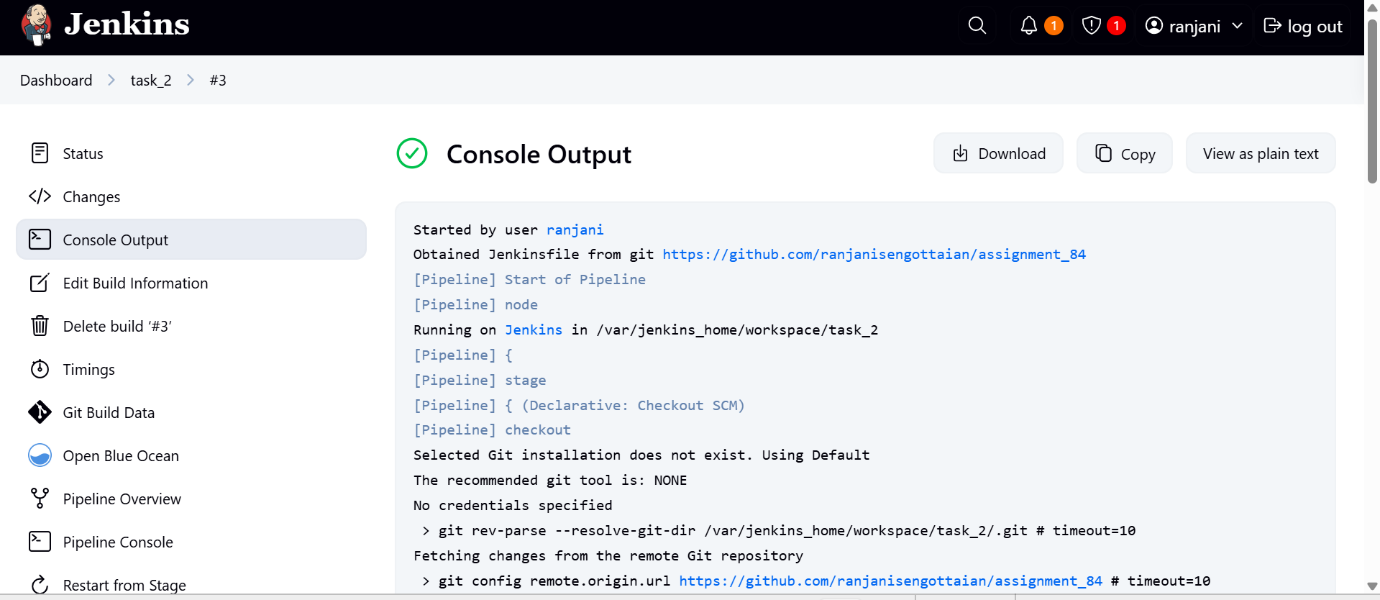 Jenkins
1
1
ranjani
log out
Dashboard > task_2 > #3
Status
Changes
Console Output
Edit Build Information
Delete build '#3'
Timings
Git Build Data
Open Blue Ocean
Pipeline Overview
Pipeline Console
Restart from Stage
Console Output
Download
Copy
View as plain text
Started by user ranjani
Obtained Jenkinsfile from git https://github.com/ranjanisengottaian/assignment_84
[Pipeline] Start of Pipeline
[Pipeline] node
Running on Jenkins in /var/jenkins_home/workspace/task_2
[Pipeline] {
[Pipeline] stage
[Pipeline] { (Declarative: Checkout SCM)
[Pipeline] checkout
Selected Git installation does not exist. Using Default
The recommended git tool is: NONE
No credentials specified
 > git rev-parse --resolve-git-dir /var/jenkins_home/workspace/task_2/.git # timeout=10
Fetching changes from the remote Git repository
 > git config remote.origin.url https://github.com/ranjanisengottaian/assignment_84 # timeout=10